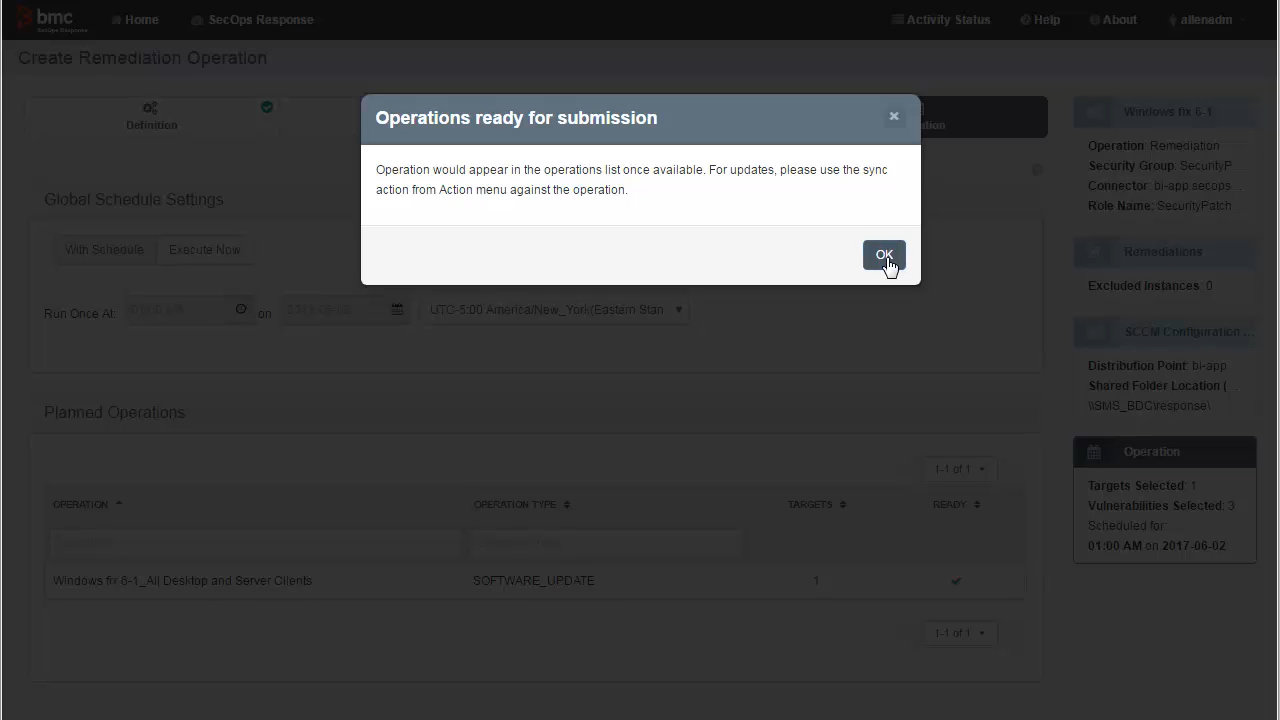 bmc
SecOps Response
Home
SecOps Response
Activity Status
Help
About
allenadm
Create Remediation Operation
Definition
Operations ready for submission
×
Operation would appear in the operations list once available. For updates, please use the sync
action from Action menu against the operation.
OK
Global Schedule Settings
With Schedule
Execute Now
Run Once At:
on
UTC-5:00 America/New_York(Eastern Stan
Planned Operations
1-1 of 1
OPERATION
OPERATION TYPE
TARGETS
READY
Windows fix 6-1_All Desktop and Server Clients
SOFTWARE_UPDATE
1
1-1 of 1
Windows fix 6-1
Operation: Remediation
Security Group: SecurityP
Connector: bl-app.secops...
Role Name: SecurityPatch
Remediations
Excluded Instances: 0
SCCM Configuration ...
Distribution Point: bl-app
Shared Folder Location ( ...
\\SMS_BDC\response\
Operation
Targets Selected: 1
Vulnerabilities Selected: 3
Scheduled for:
01:00 AM on 2017-06-02